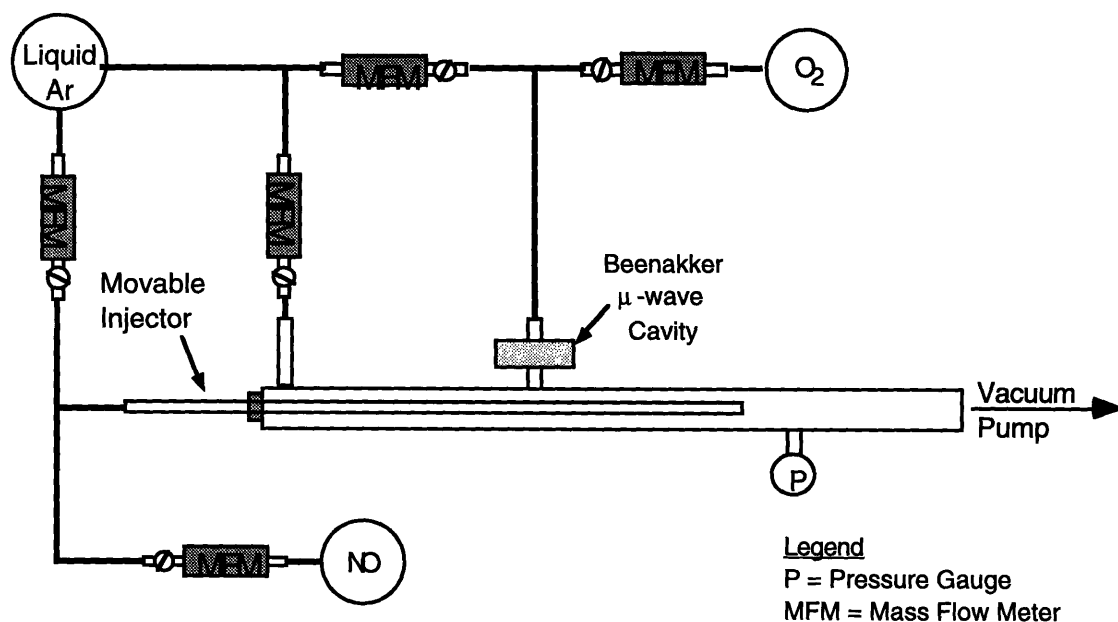 Liquid
Ar
MFM
MFM
O2
MFM
MFM
Movable
Injector
Beenakker
μ -wave
Cavity
Vacuum
Pump
P
MFM
NO
Legend
P = Pressure Gauge
MFM = Mass Flow Meter